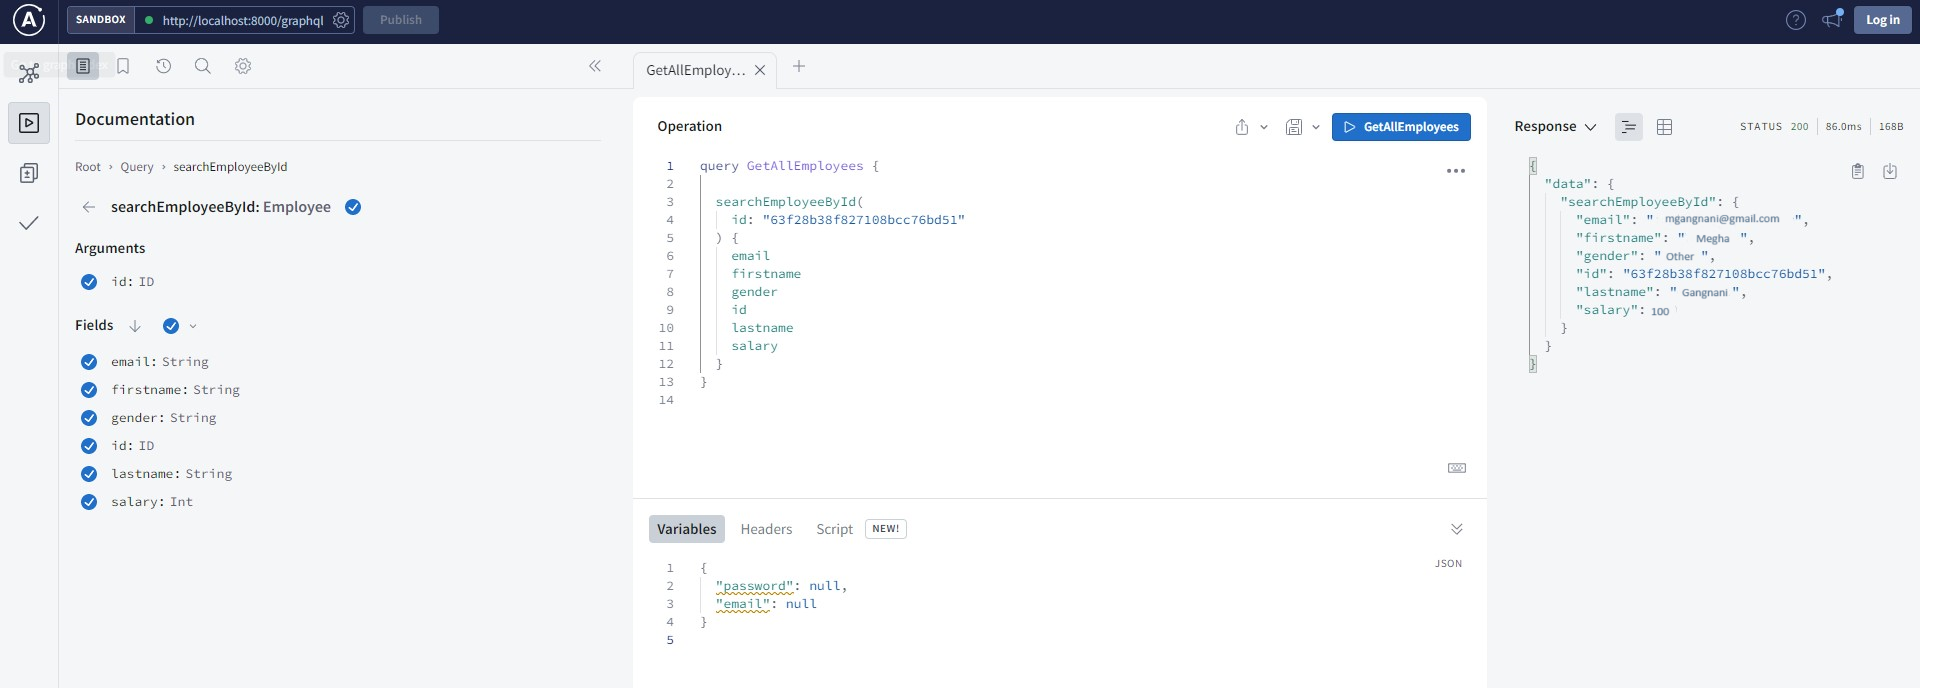 SANDBOX http://localhost:8000/graphql Publish Log in
Documentation
Root › Query › searchEmployeeById
searchEmployeeById: Employee
Arguments
id: ID
Fields
email: String
firstname: String
gender: String
id: ID
lastname: String
salary: Int
GetAllEmploy...
Operation
GetAllEmployees
1 query GetAllEmployees {
2
3 searchEmployeeById(
4 id: "63f28b38f827108bcc76bd51"
5 ) {
6 email
7 firstname
8 gender
9 id
10 lastname
11 salary
12 }
13 }
14
Variables Headers Script NEW!
JSON
1 {
2 "password": null,
3 "email": null
4 }
5
Response STATUS 200 86.0ms 168B
{
"data": {
"searchEmployeeById": {
"email": " mgangnani@gmail.com ",
"firstname": " Megha ",
"gender": " Other ",
"id": "63f28b38f827108bcc76bd51",
"lastname": " Gangnani ",
"salary": 100
}
}
}